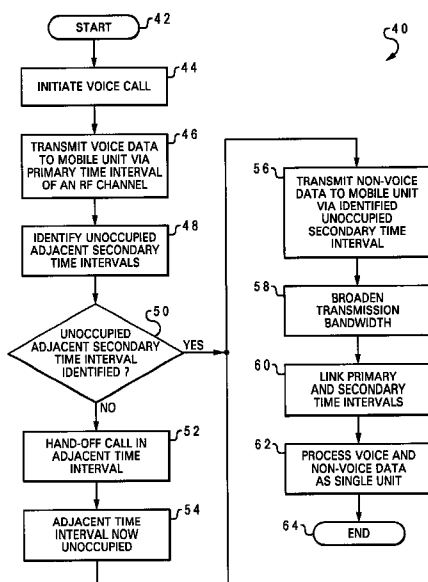 START
42
40
INITIATE VOICE CALL
44
TRANSMIT VOICE DATA
TO MOBILE UNIT VIA
PRIMARY TIME INTERVAL
OF AN RF CHANNEL
46
IDENTIFY UNOCCUPIED
ADJACENT SECONDARY
TIME INTERVALS
48
UNOCCUPIED
ADJACENT SECONDARY
TIME INTERVAL
IDENTIFIED ?
50
YES
NO
HAND-OFF CALL IN
ADJACENT TIME
INTERVAL
52
ADJACENT TIME
INTERVAL NOW
UNOCCUPIED
54
56
TRANSMIT NON-VOICE
DATA TO MOBILE UNIT
VIA IDENTIFIED
UNOCCUPIED
SECONDARY TIME
INTERVAL
58
BROADEN
TRANSMISSION
BANDWIDTH
60
LINK PRIMARY
AND SECONDARY
TIME INTERVALS
62
PROCESS VOICE AND
NON-VOICE DATA
AS SINGLE UNIT
64
END